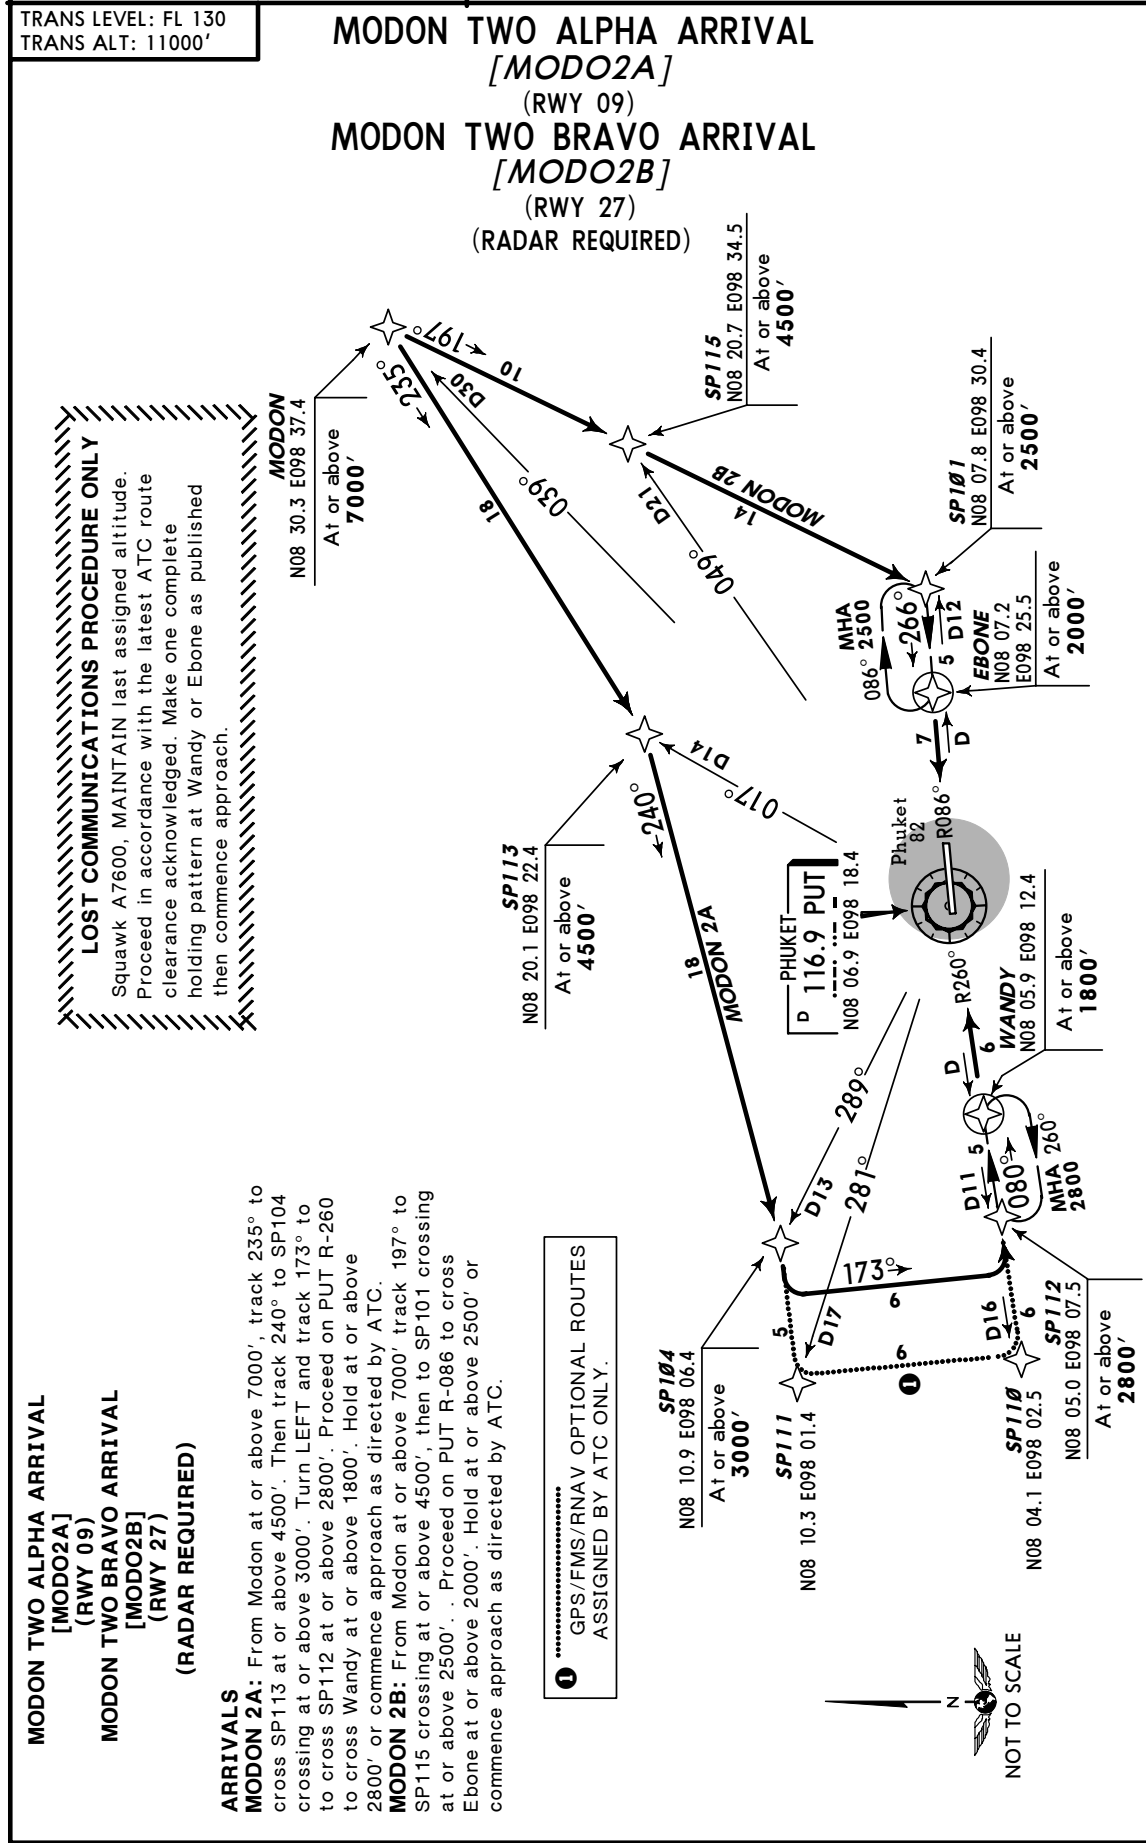 TRANS LEVEL: FL 130
TRANS ALT: 11000'
MODON TWO ALPHA ARRIVAL
[MODO2A]
(RWY 09)
MODON TWO BRAVO ARRIVAL
[MODO2B]
(RWY 27)
(RADAR REQUIRED)
LOST COMMUNICATIONS PROCEDURE ONLY
Squawk A7600, MAINTAIN last assigned altitude.
Proceed in accordance with the latest ATC route
clearance acknowledged. Make one complete
holding pattern at Wandy or Ebone as published
then commence approach.
MODON
N08 30.3 E098 37.4
At or above
7000'
235°
197°
10
D30
18
039°
SP115
N08 20.7 E098 34.5
At or above
4500'
D21
049°
14
MODON 2B
SP101
N08 07.8 E098 30.4
At or above
2500'
MHA
2500
086°
266°
D12
5
EBONE
N08 07.2
E098 25.5
At or above
2000'
7
D
R086°
Phuket
82
SP113
N08 20.1 E098 22.4
At or above
4500'
240°
D14
017°
18
MODON 2A
PHUKET
D 116.9 PUT
N08 06.9 E098 18.4
R260°
WANDY
N08 05.9 E098 12.4
At or above
1800'
D
6
289°
D13
281°
D17
5
D11
080°
260°
MHA
2800
173°
6
SP104
N08 10.9 E098 06.4
At or above
3000'
5
SP111
N08 10.3 E098 01.4
6
1
D16
6
SP110
N08 04.1 E098 02.5
SP112
N08 05.0 E098 07.5
At or above
2800'
MODON TWO ALPHA ARRIVAL
[MODO2A]
(RWY 09)
MODON TWO BRAVO ARRIVAL
[MODO2B]
(RWY 27)
(RADAR REQUIRED)
ARRIVALS
MODON 2A: From Modon at or above 7000', track 235° to
cross SP113 at or above 4500'. Then track 240° to SP104
crossing at or above 3000'. Turn LEFT and track 173° to
to cross SP112 at or above 2800'. Proceed on PUT R-260
to cross Wandy at or above 1800'. Hold at or above
2800' or commence approach as directed by ATC.
MODON 2B: From Modon at or above 7000' track 197° to
SP115 crossing at or above 4500', then to SP101 crossing
at or above 2500'. . Proceed on PUT R-086 to cross
Ebone at or above 2000'. Hold at or above 2500' or
commence approach as directed by ATC.
1 GPS/FMS/RNAV OPTIONAL ROUTES
ASSIGNED BY ATC ONLY.
N
NOT TO SCALE